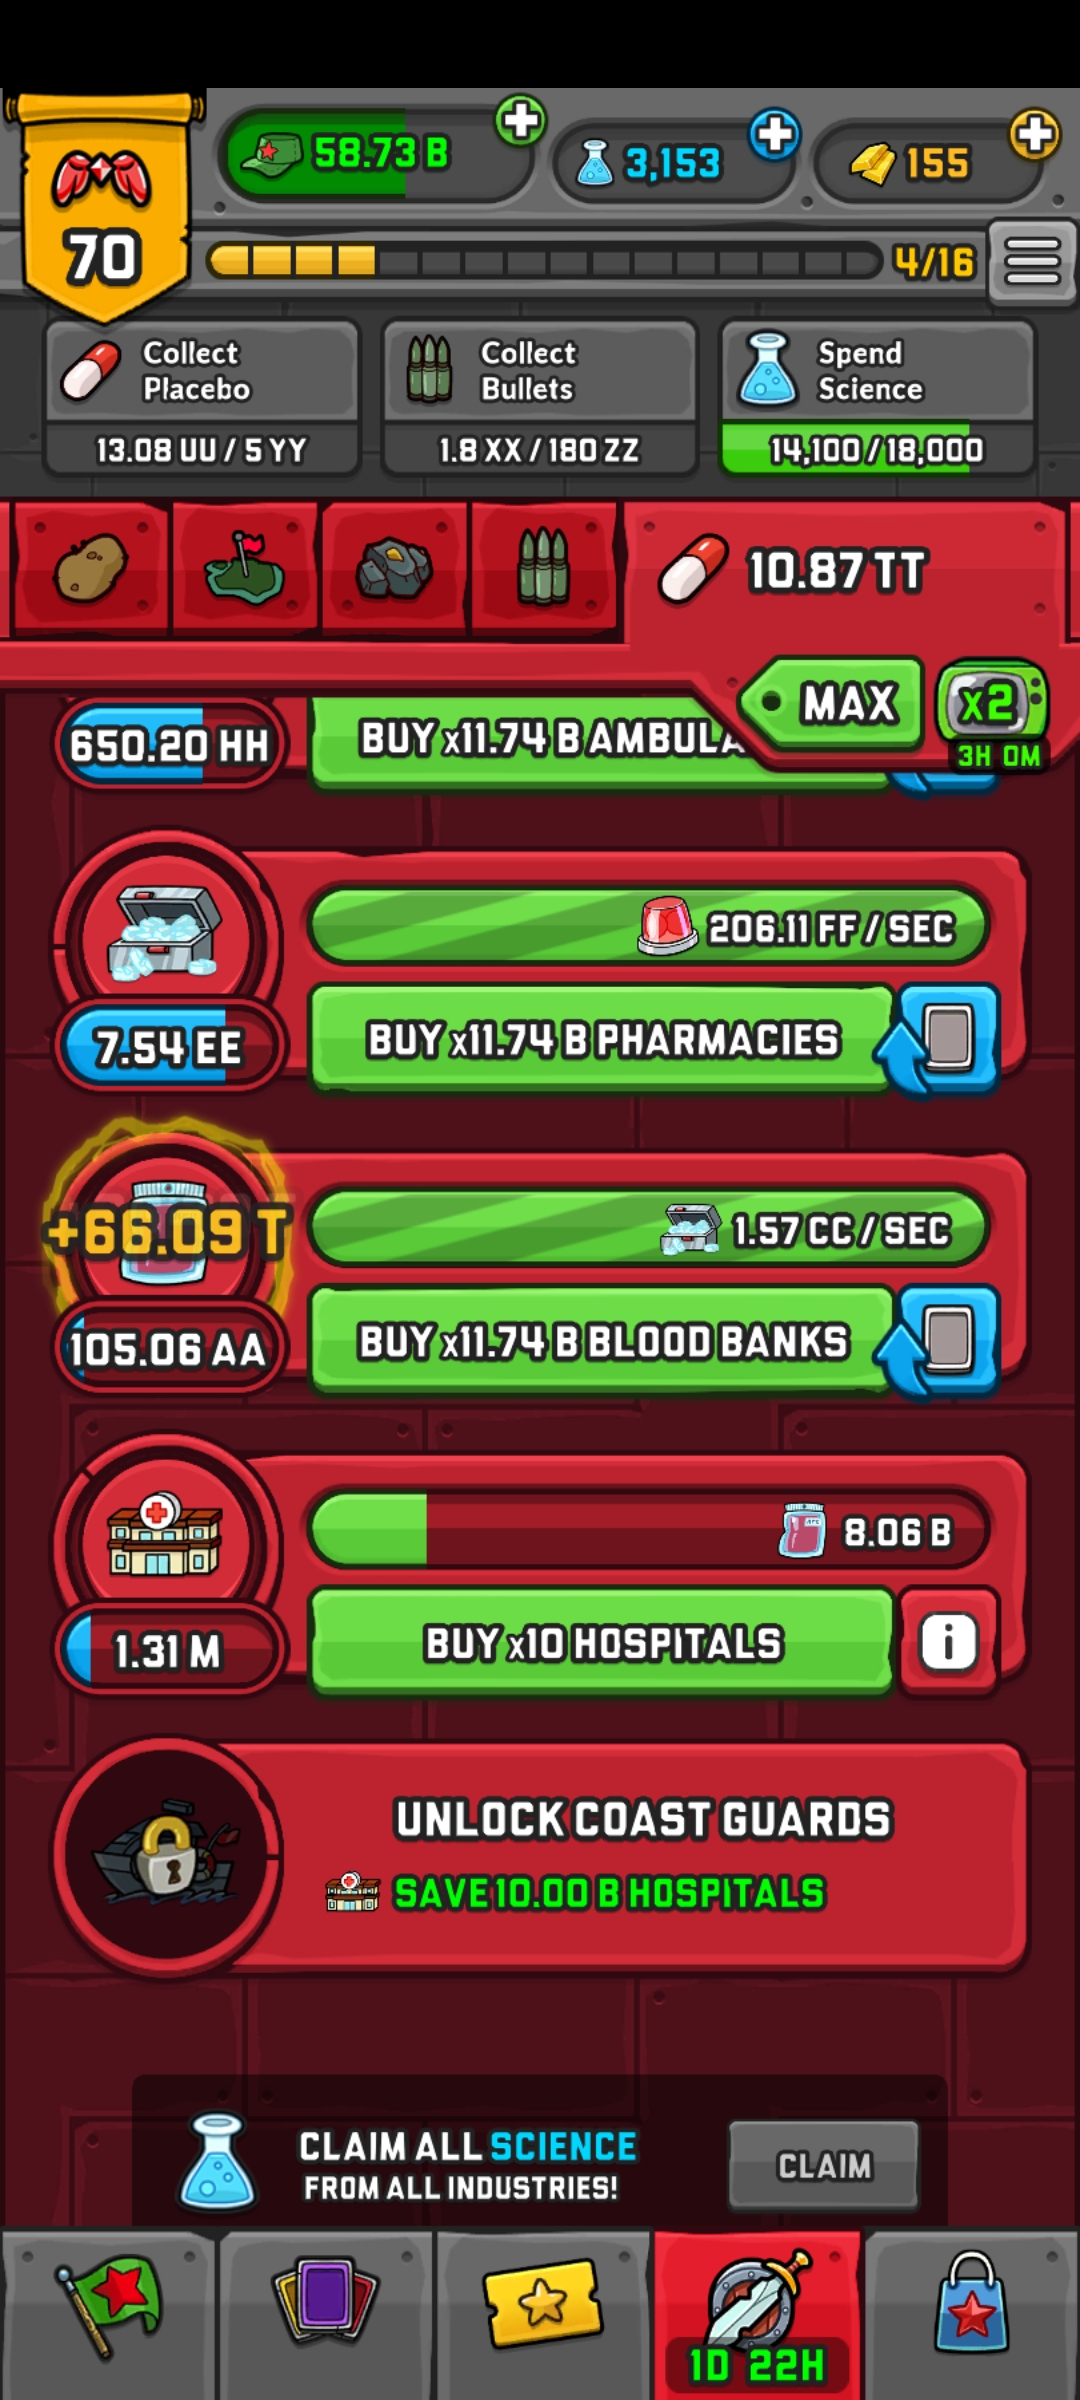 58.73 B
3,153
155
70
4/16
Collect
Placebo
13.08 UU / 5 YY
Collect
Bullets
1.8 XX / 180 ZZ
Spend
Science
14,100 / 18,000
10.87 TT
MAX
x2
3H 0M
650.20 HH
BUY x11.74 B
206.11 FF / SEC
7.54 EE
BUY x11.74 B PHARMACIES
+66.09 T
1.57 CC / SEC
105.06 AA
BUY x11.74 B BLOOD BANKS
8.06 B
1.31 M
BUY x10 HOSPITALS
i
UNLOCK COAST GUARDS
SAVE 10.00 B HOSPITALS
CLAIM ALL SCIENCE
FROM ALL INDUSTRIES!
CLAIM
1D 22H